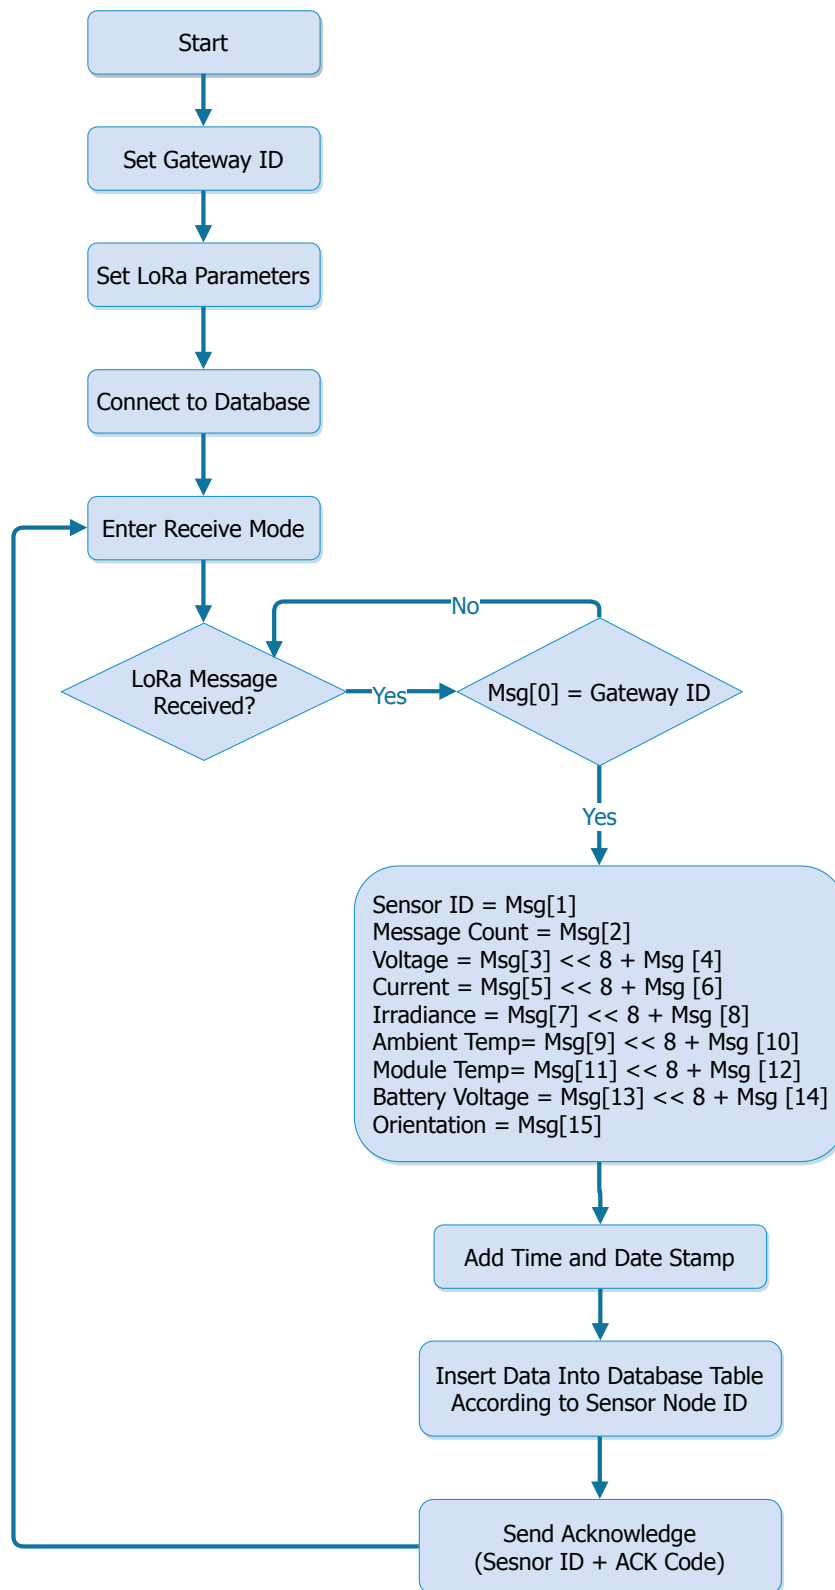 Start
Set Gateway ID
Set LoRa Parameters
Connect to Database
Enter Receive Mode
No
LoRa Message
Received?
Yes
Msg[0] = Gateway ID
Yes
Sensor ID = Msg[1]
Message Count = Msg[2]
Voltage = Msg[3] << 8 + Msg [4]
Current = Msg[5] << 8 + Msg [6]
Irradiance = Msg[7] << 8 + Msg [8]
Ambient Temp= Msg[9] << 8 + Msg [10]
Module Temp= Msg[11] << 8 + Msg [12]
Battery Voltage = Msg[13] << 8 + Msg [14]
Orientation = Msg[15]
Add Time and Date Stamp
Insert Data Into Database Table
According to Sensor Node ID
Send Acknowledge
(Sesnor ID + ACK Code)